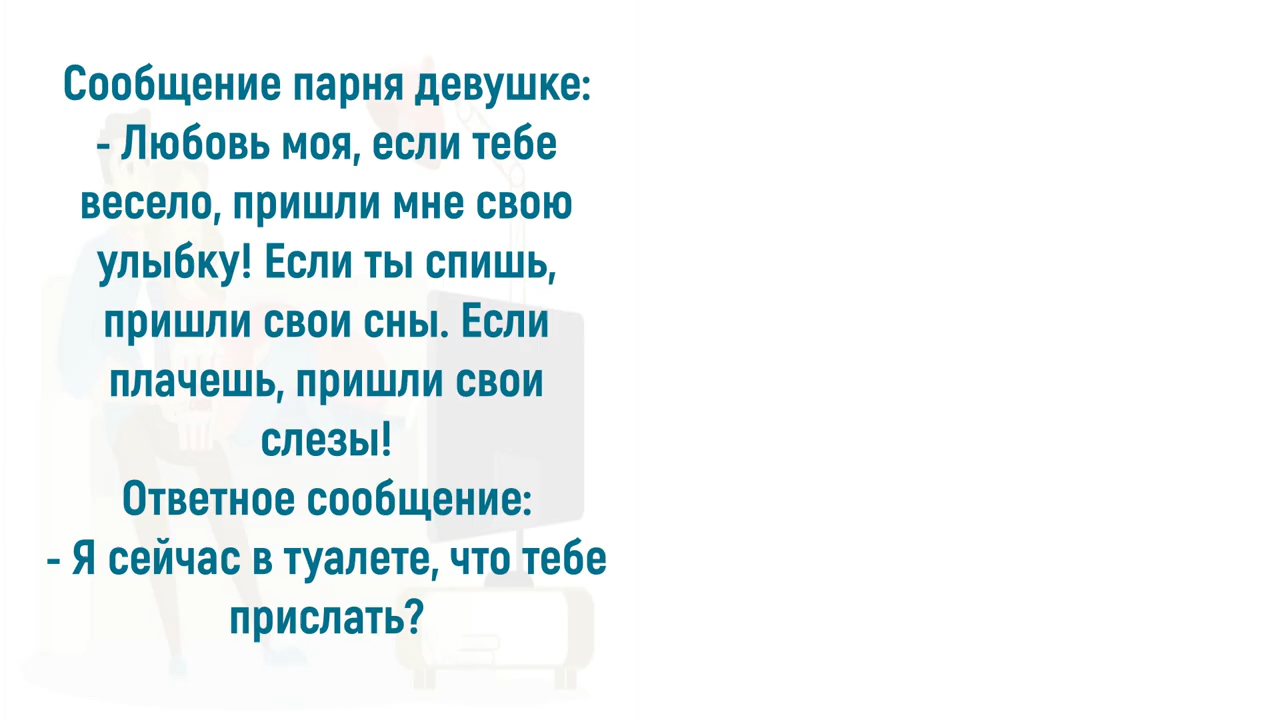 Сообщение парня девушке:
- Любовь моя, если тебе
весело, пришли мне свою
улыбку! Если ты спишь,
пришли свои сны. Если
плачешь, пришли свои
слезы!
Ответное сообщение:
- Я сейчас в туалете, что тебе
прислать?